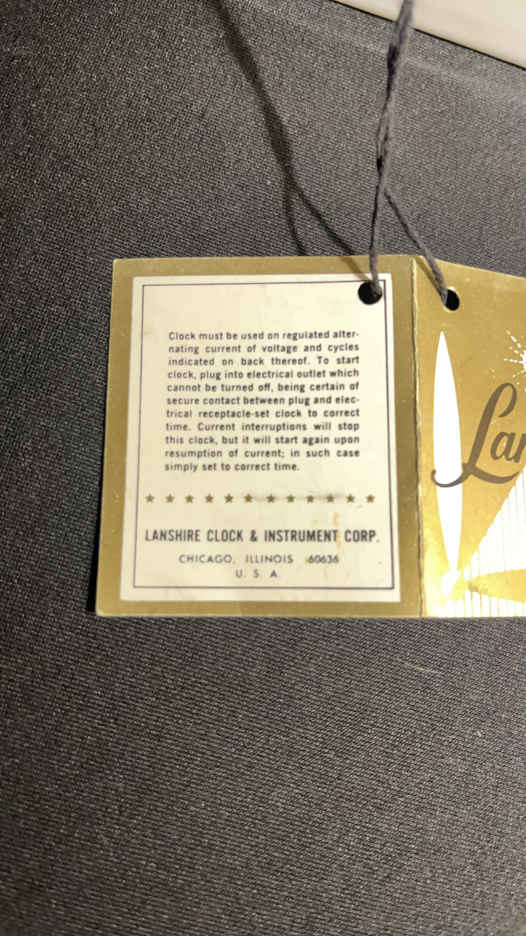 Clock must be used on regulated alter-
nating current of voltage and cycles
indicated on back thereof. To start
clock, plug into electrical outlet which
cannot be turned off, being certain of
secure contact between plug and elec-
trical receptacle-set clock to correct
time. Current interruptions will stop
this clock, but it will start again upon
resumption of current; in such case
simply set to correct time.
LANSHIRE CLOCK & INSTRUMENT CORP.
CHICAGO, ILLINOIS 60636
U. S. A.
Lan